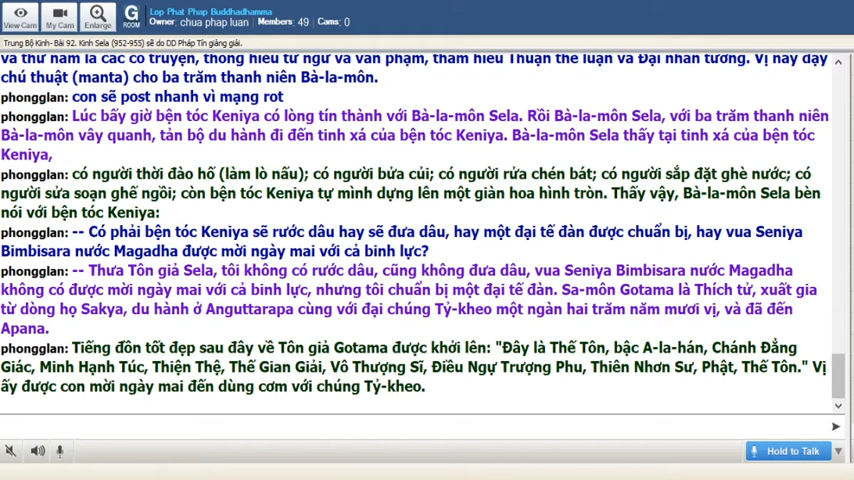 View Cam
My Cam
Enlarge
G
ROOM
Lop Phat Phap Buddhadhamma
Owner: chua phap luan Members: 49 Cams: 0
Trung Bộ Kinh- Bài 92. Kinh Sela (952-955) sẽ do DD Pháp Tín giảng giải.
và thứ năm là các cổ truyện, thông hiểu từ ngữ và văn phạm, thâm hiểu Thuận thế luận và Đại nhân tướng. Vị này dạy
chú thuật (manta) cho ba trăm thanh niên Bà-la-môn.
phongglan: con sẽ post nhanh vì mạng rot
phongglan: Lúc bấy giờ bện tóc Keniya có lòng tín thành với Bà-la-môn Sela. Rồi Bà-la-môn Sela, với ba trăm thanh niên
Bà-la-môn vây quanh, tản bộ du hành đi đến tinh xá của bện tóc Keniya. Bà-la-môn Sela thấy tại tinh xá của bện tóc
Keniya,
phongglan: có người thời đào hố (làm lò nấu); có người bửa củi; có người rửa chén bát; có người sắp đặt ghè nước; có
người sửa soạn ghế ngồi; còn bện tóc Keniya tự mình dựng lên một giàn hoa hình tròn. Thấy vậy, Bà-la-môn Sela bèn
nói với bện tóc Keniya:
phongglan: -- Có phải bện tóc Keniya sẽ rước dâu hay sẽ đưa dâu, hay một đại tế đàn được chuẩn bị, hay vua Seniya
Bimbisara nước Magadha được mời ngày mai với cả binh lực?
phongglan: -- Thưa Tôn giả Sela, tôi không có rước dâu, cũng không đưa dâu, vua Seniya Bimbisara nước Magadha
không có được mời ngày mai với cả binh lực, nhưng tôi chuẩn bị một đại tế đàn. Sa-môn Gotama là Thích tử, xuất gia
từ dòng họ Sakya, du hành ở Anguttarapa cùng với đại chúng Tỷ-kheo một ngàn hai trăm năm mươi vị, và đã đến
Apana.
phongglan: Tiếng đồn tốt đẹp sau đây về Tôn giả Gotama được khởi lên: "Đây là Thế Tôn, bậc A-la-hán, Chánh Đẳng
Giác, Minh Hạnh Túc, Thiện Thệ, Thế Gian Giải, Vô Thượng Sĩ, Điều Ngự Trượng Phu, Thiên Nhơn Sư, Phật, Thế Tôn." Vị
ấy được con mời ngày mai đến dùng cơm với chúng Tỷ-kheo.
Hold to Talk